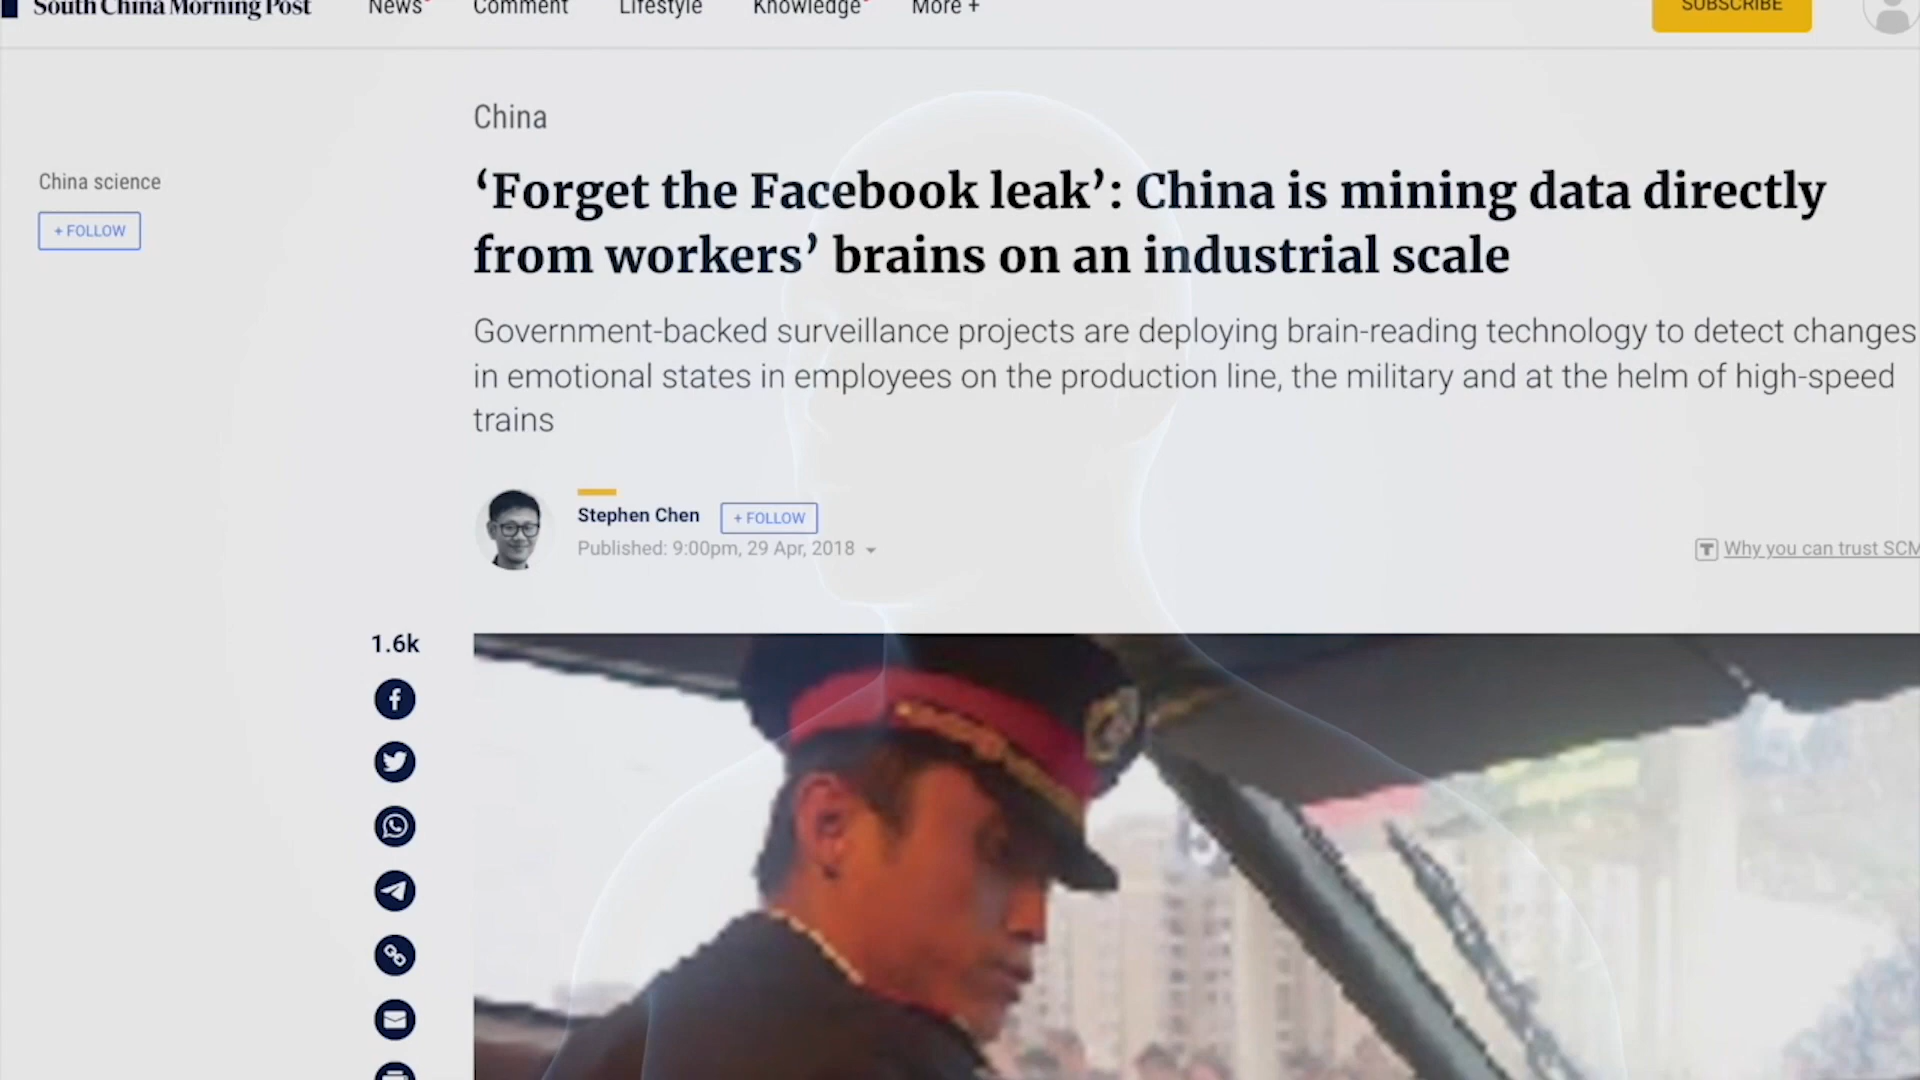 South China Morning Post
News Comment Lifestyle Knowledge More +
SUBSCRIBE
China
China science
+ FOLLOW
‘Forget the Facebook leak’: China is mining data directly
from workers’ brains on an industrial scale
Government-backed surveillance projects are deploying brain-reading technology to detect changes
in emotional states in employees on the production line, the military and at the helm of high-speed
trains
Stephen Chen + FOLLOW
Published: 9:00pm, 29 Apr, 2018
Why you can trust SCM
1.6k